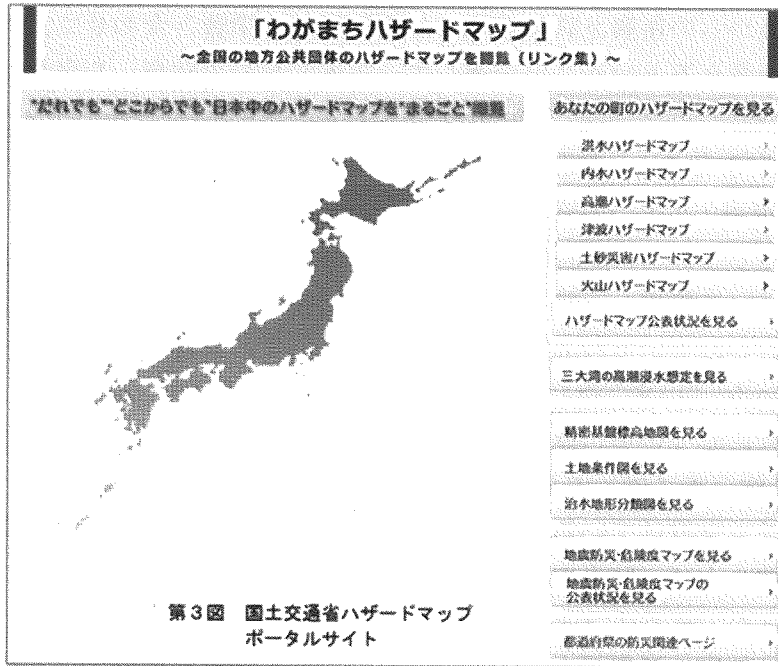 「わがまちハザードマップ」
～全国の地方公共団体のハザードマップを閲覧（リンク集）～
"だれでも""どこからでも"日本中のハザードマップを"まるごと"閲覧
あなたの町のハザードマップを見る
洪水ハザードマップ
内水ハザードマップ
高潮ハザードマップ
津波ハザードマップ
土砂災害ハザードマップ
火山ハザードマップ
ハザードマップ公表状況を見る
三大湾の高潮浸水想定を見る
精密基盤標高地図を見る
土地条件図を見る
治水地形分類図を見る
地震防災・危険度マップを見る
地震防災・危険度マップの
公表状況を見る
都道府県の防災関連ページ
第３図　国土交通省ハザードマップ
ポータルサイト